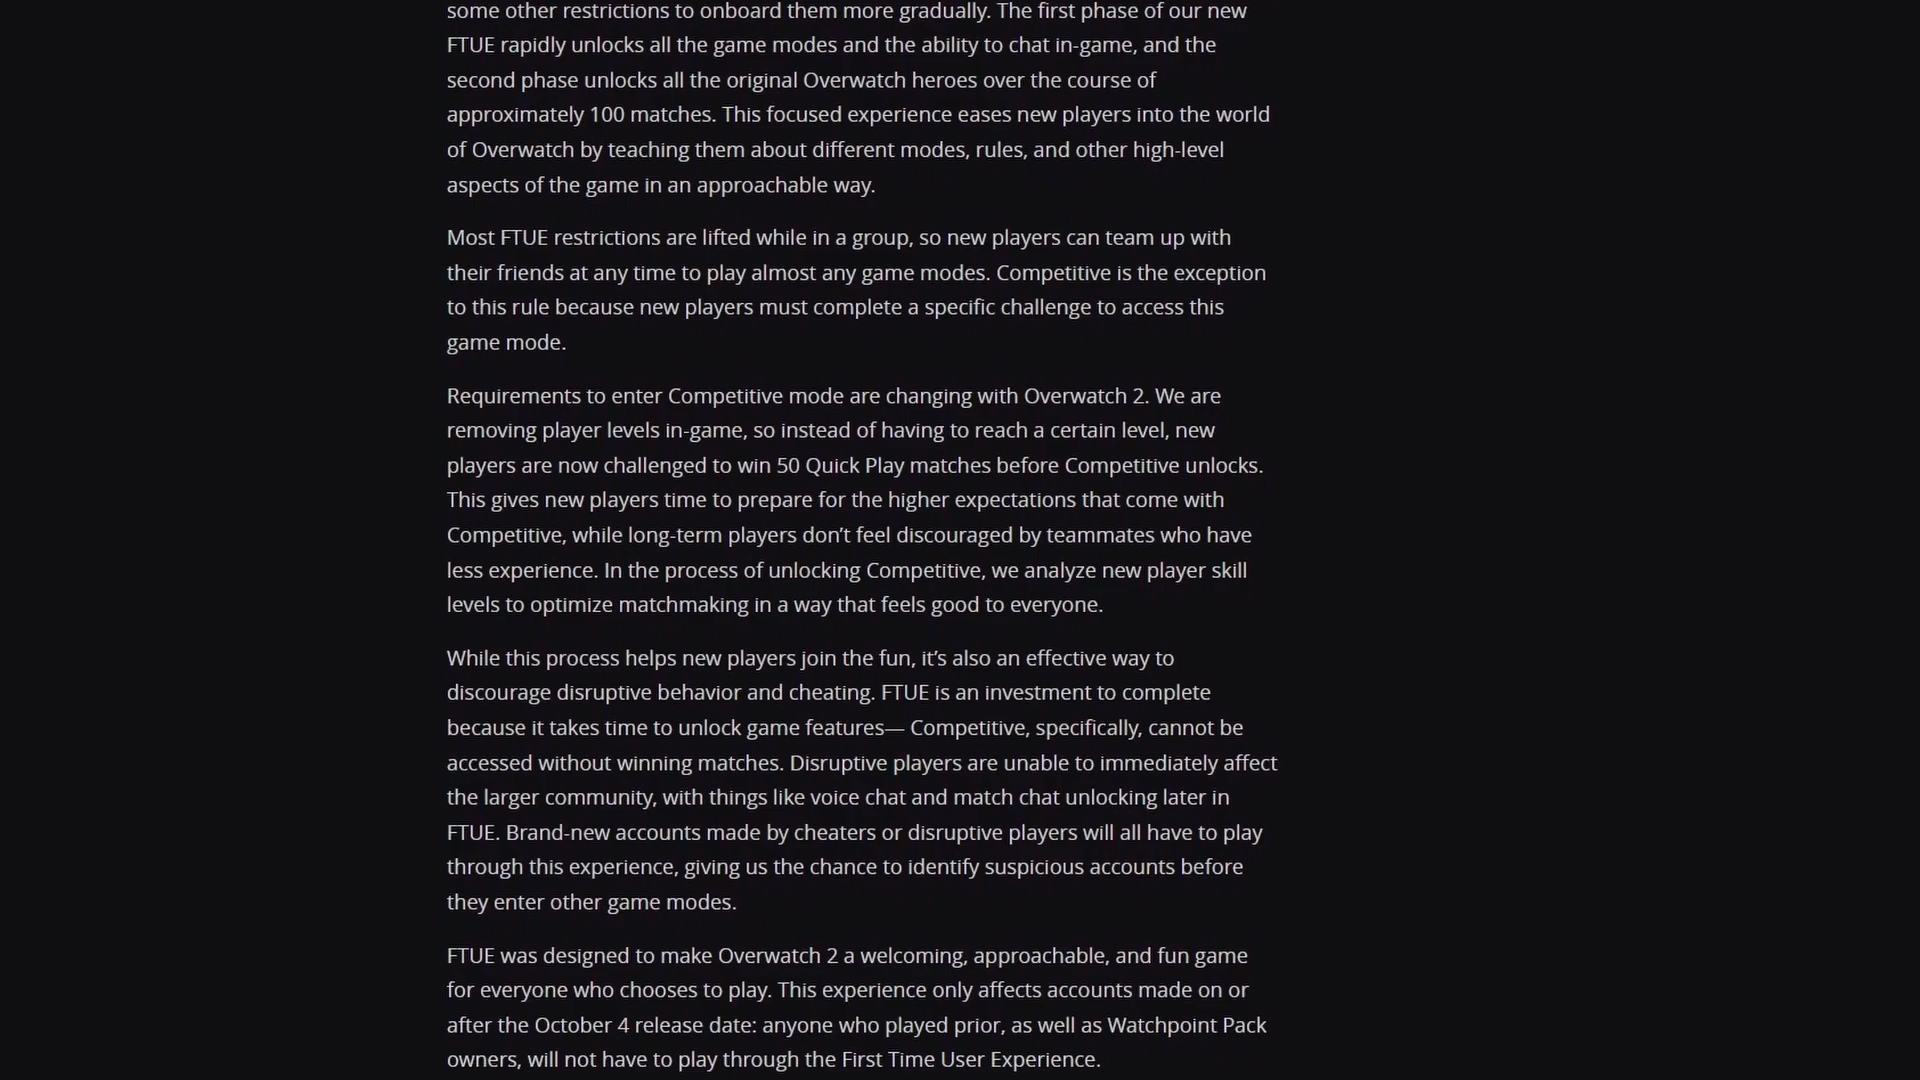 some other restrictions to onboard them more gradually. The first phase of our new
FTUE rapidly unlocks all the game modes and the ability to chat in-game, and the
second phase unlocks all the original Overwatch heroes over the course of
approximately 100 matches. This focused experience eases new players into the world
of Overwatch by teaching them about different modes, rules, and other high-level
aspects of the game in an approachable way.
Most FTUE restrictions are lifted while in a group, so new players can team up with
their friends at any time to play almost any game modes. Competitive is the exception
to this rule because new players must complete a specific challenge to access this
game mode.
Requirements to enter Competitive mode are changing with Overwatch 2. We are
removing player levels in-game, so instead of having to reach a certain level, new
players are now challenged to win 50 Quick Play matches before Competitive unlocks.
This gives new players time to prepare for the higher expectations that come with
Competitive, while long-term players don’t feel discouraged by teammates who have
less experience. In the process of unlocking Competitive, we analyze new player skill
levels to optimize matchmaking in a way that feels good to everyone.
While this process helps new players join the fun, it’s also an effective way to
discourage disruptive behavior and cheating. FTUE is an investment to complete
because it takes time to unlock game features— Competitive, specifically, cannot be
accessed without winning matches. Disruptive players are unable to immediately affect
the larger community, with things like voice chat and match chat unlocking later in
FTUE. Brand-new accounts made by cheaters or disruptive players will all have to play
through this experience, giving us the chance to identify suspicious accounts before
they enter other game modes.
FTUE was designed to make Overwatch 2 a welcoming, approachable, and fun game
for everyone who chooses to play. This experience only affects accounts made on or
after the October 4 release date: anyone who played prior, as well as Watchpoint Pack
owners, will not have to play through the First Time User Experience.